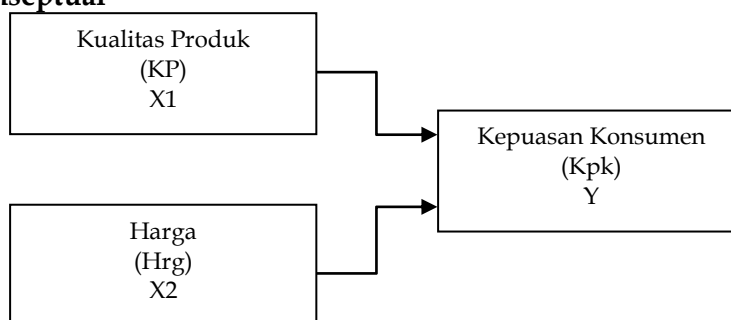 Kualitas Produk
(KP)
X1
Kepuasan Konsumen
(Kpk)
Y
Harga
(Hrg)
X2